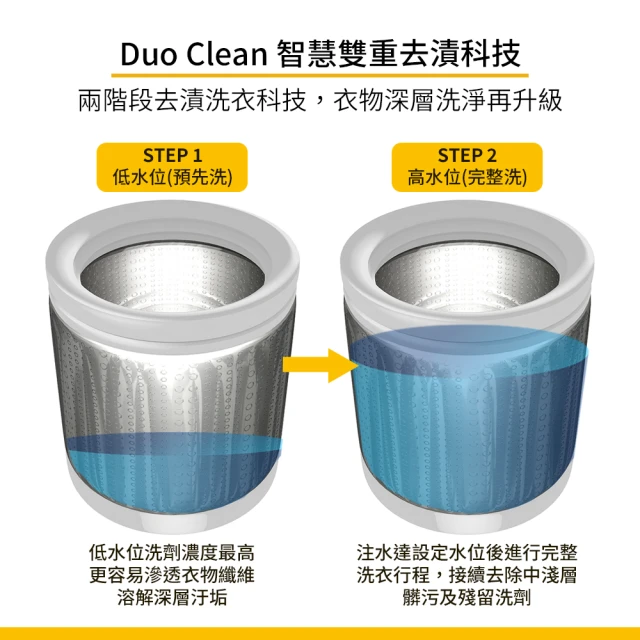 Duo Clean 智慧雙重去漬科技
兩階段去漬洗衣科技，衣物深層洗淨再升級
STEP 1
低水位(預先洗)
STEP 2
高水位(完整洗)
低水位洗劑濃度最高
更容易滲透衣物纖維
溶解深層汙垢
注水達設定水位後進行完整
洗衣行程，接續去除中淺層
髒污及殘留洗劑